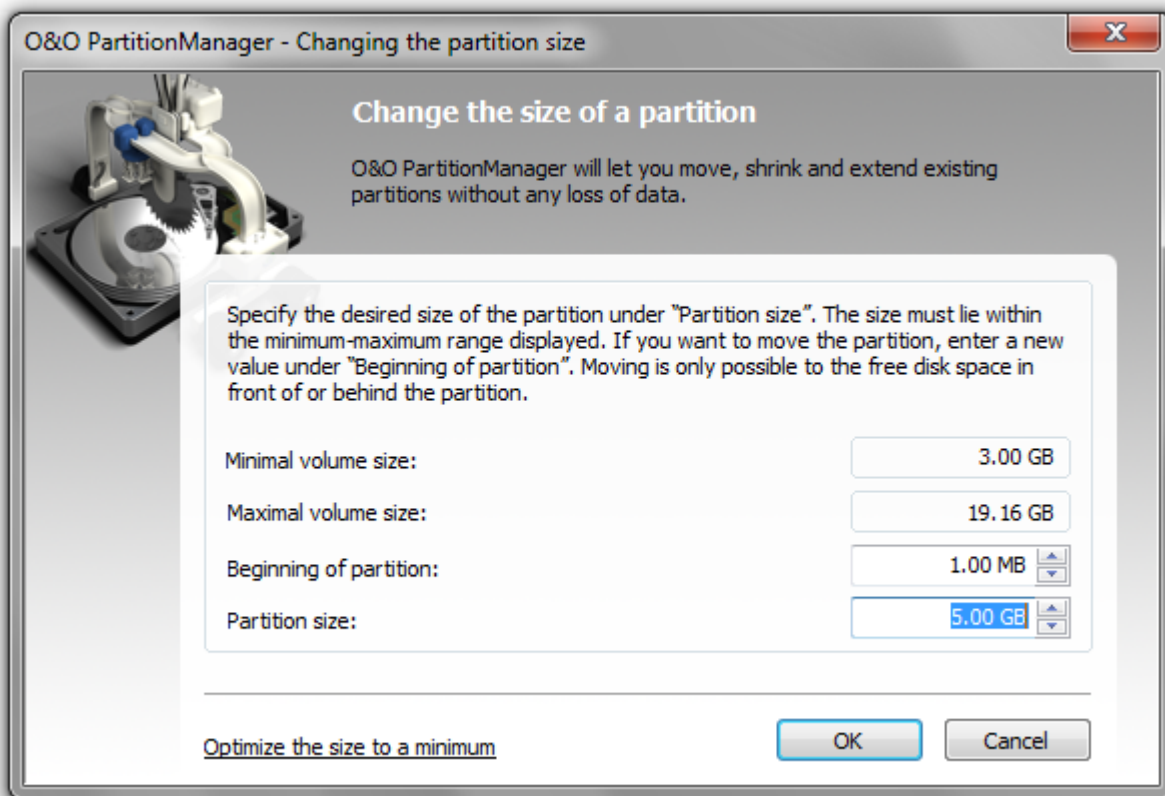 O&O PartitionManager - Changing the partition size
Change the size of a partition
O&O PartitionManager will let you move, shrink and extend existing
partitions without any loss of data.
Specify the desired size of the partition under "Partition size". The size must lie within
the minimum-maximum range displayed. If you want to move the partition, enter a new
value under "Beginning of partition". Moving is only possible to the free disk space in
front of or behind the partition.
Minimal volume size: 3.00 GB
Maximal volume size: 19.16 GB
Beginning of partition: 1.00 MB
Partition size: 5.00 GB
Optimize the size to a minimum OK Cancel